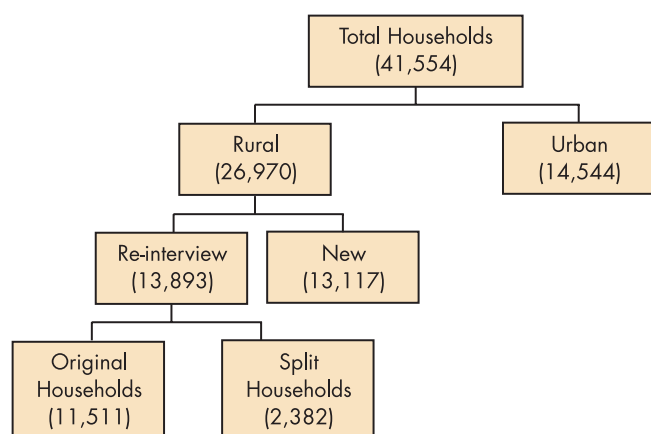 Total Households
(41,554)
Rural
(26,970)
Urban
(14,544)
Re-interview
(13,893)
New
(13,117)
Original
Households
(11,511)
Split
Households
(2,382)